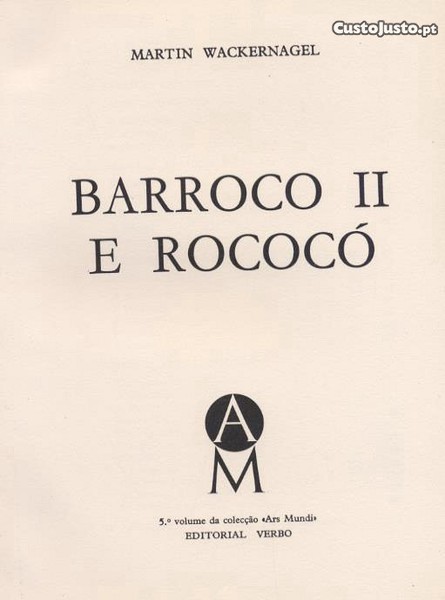 CustoJusto.pt
MARTIN WACKERNAGEL
BARROCO II
E ROCOCÓ
A
M
5.º volume da colecção «Ars Mundi»
EDITORIAL VERBO